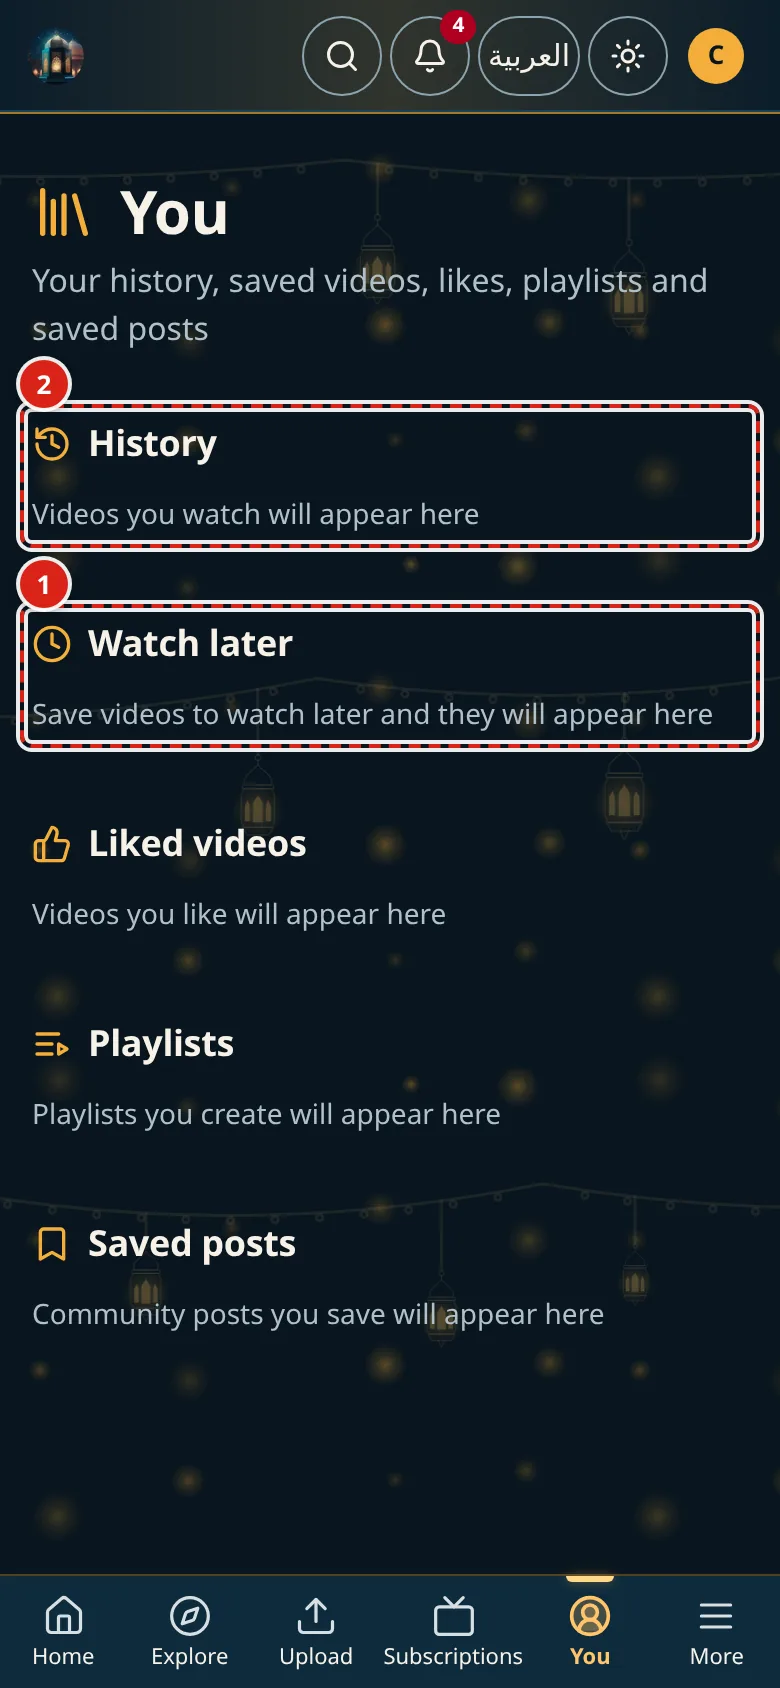 4
العربية
C
You
Your history, saved videos, likes, playlists and
saved posts
2
History
Videos you watch will appear here
1
Watch later
Save videos to watch later and they will appear here
Liked videos
Videos you like will appear here
Playlists
Playlists you create will appear here
Saved posts
Community posts you save will appear here
Home
Explore
Upload
Subscriptions
You
More